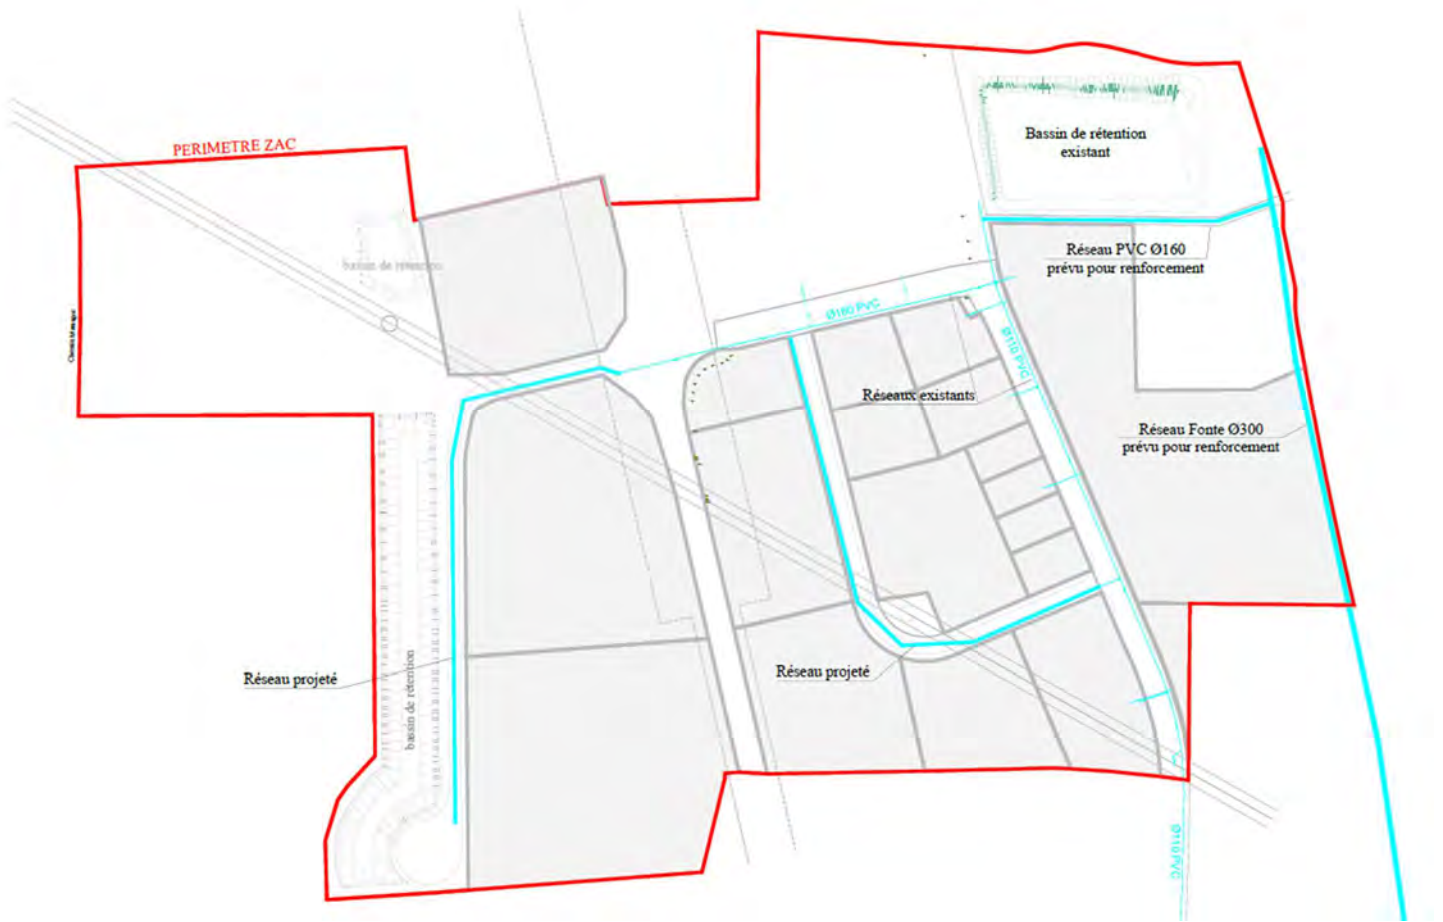 PERIMETRE ZAC
Bassin de rétention
existant
bassin de rétention
Réseau PVC Ø160
prévu pour renforcement
Ø160 PVC
Ø110 PVC
Réseaux existants
Réseau Fonte Ø300
prévu pour renforcement
Réseau projeté
bassin de rétention
Réseau projeté
Ø110 PVC